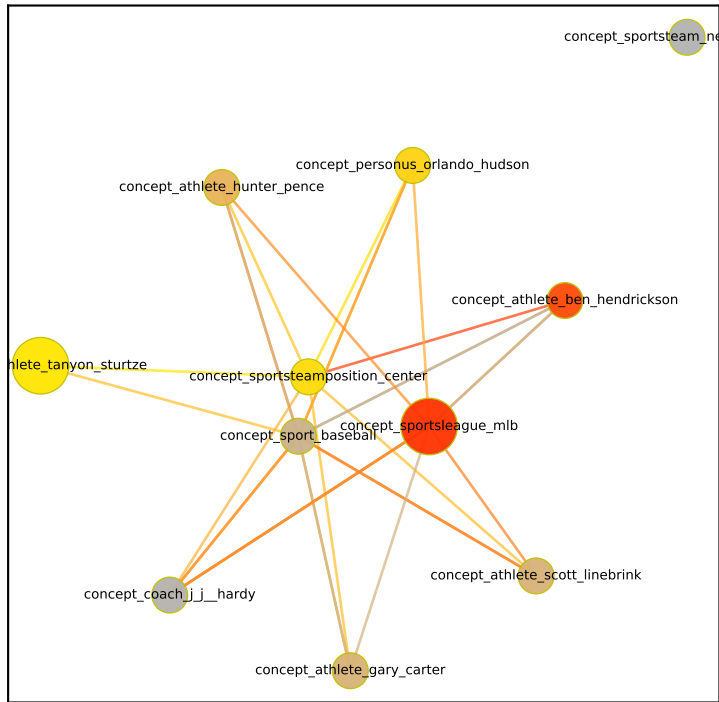 concept_sportsteam_ne
concept_personus_orlando_hudson
concept_athlete_hunter_pence
concept_athlete_ben_hendrickson
hlete_tanyon_sturtze
concept_sportsteamposition_center
concept_sportsleague_mlb
concept_sport_baseball
concept_athlete_scott_linebrink
concept_coach_j_j__hardy
concept_athlete_gary_carter